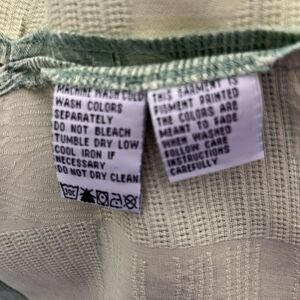 MACHINE WASH COLD
WASH COLORS
SEPARATELY
DO NOT BLEACH
TUMBLE DRY LOW
COOL IRON IF
NECESSARY
DO NOT DRY CLEAN
THIS GARMENT IS
PIGMENT PRINTED
THE COLORS ARE
MEANT TO FADE
WHEN WASHED
FOLLOW CARE
INSTRUCTIONS
CAREFULLY